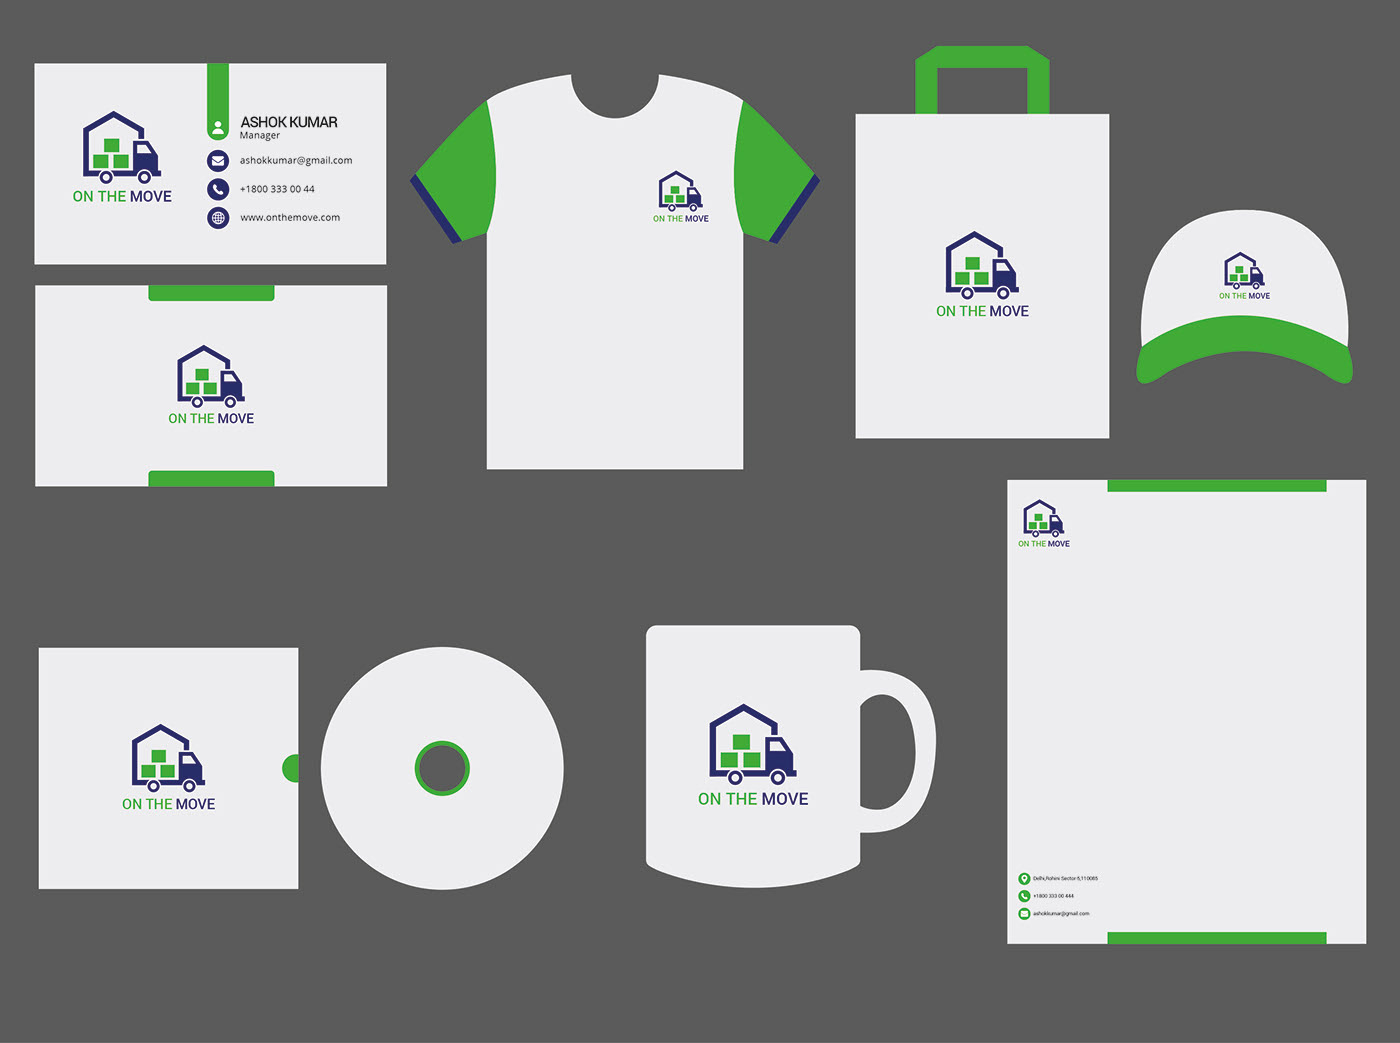 ASHOK KUMAR
Manager
ashokkumar@gmail.com
+1800 333 00 44
www.onthemove.com
ON THE MOVE
ON THE MOVE
ON THE MOVE
ON THE MOVE
ON THE MOVE
ON THE MOVE
ON THE MOVE
ON THE MOVE
Delhi,Rohini Sector 5,110085
+1800 333 00 444
ashokkumar@gmail.com